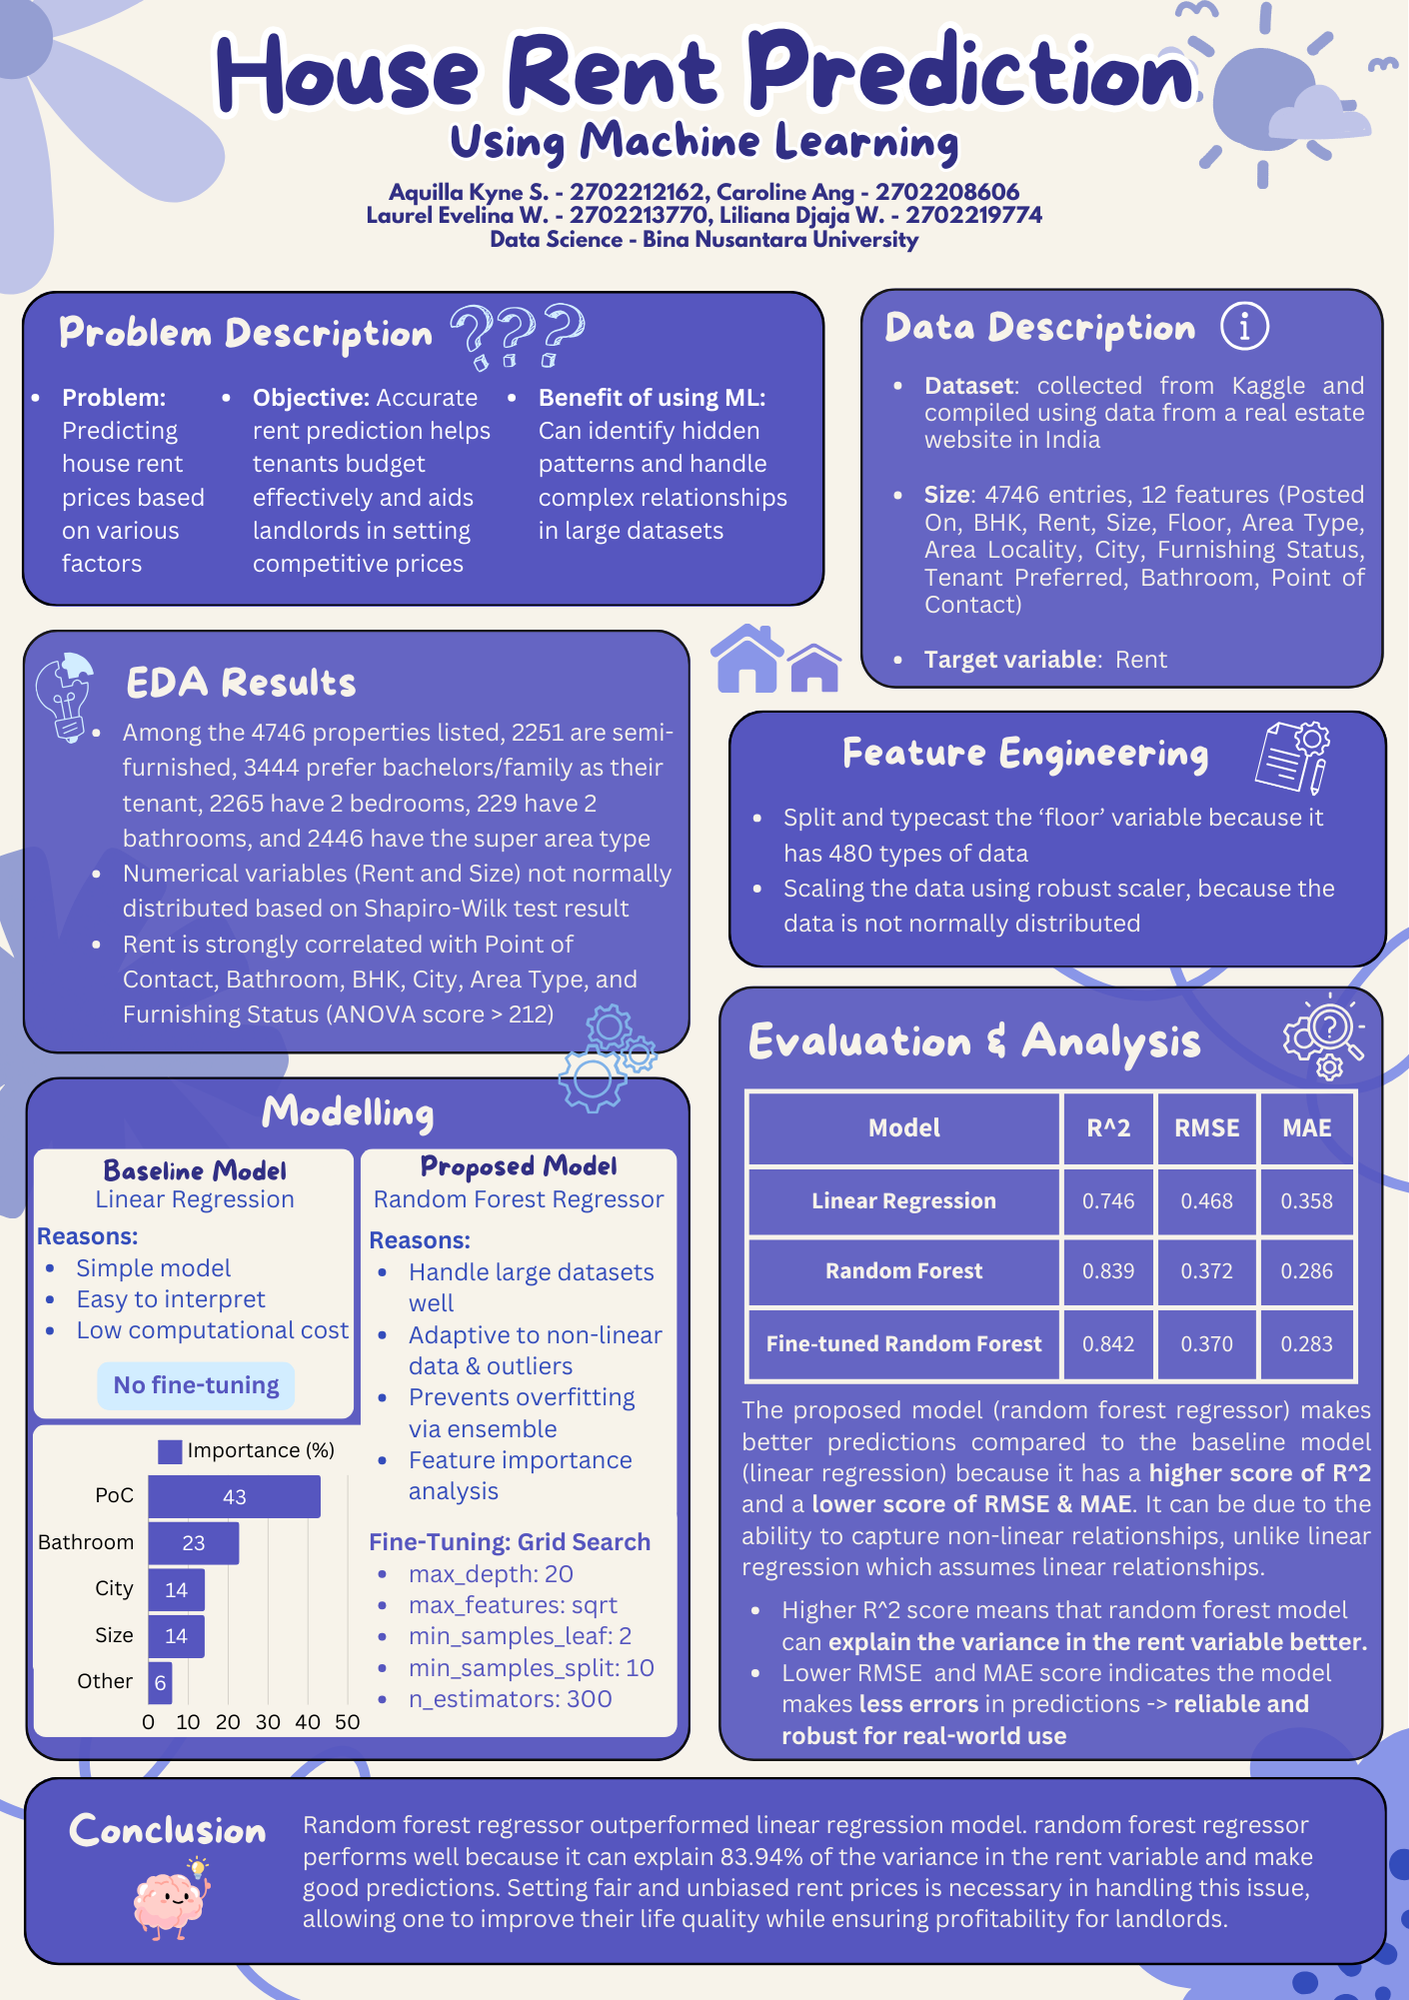 House Rent Prediction
Using Machine Learning
Aquilla Kyne S. - 2702212162, Caroline Ang - 2702208606
Laurel Evelina W. - 2702213770, Liliana Djaja W. - 2702219774
Data Science - Bina Nusantara University
Problem Description ???
• Problem:
Predicting
house rent
prices based
on various
factors
• Objective: Accurate
rent prediction helps
tenants budget
effectively and aids
landlords in setting
competitive prices
• Benefit of using ML:
Can identify hidden
patterns and handle
complex relationships
in large datasets
Data Description i
• Dataset: collected from Kaggle and
compiled using data from a real estate
website in India
• Size: 4746 entries, 12 features (Posted
On, BHK, Rent, Size, Floor, Area Type,
Area Locality, City, Furnishing Status,
Tenant Preferred, Bathroom, Point of
Contact)
• Target variable: Rent
EDA Results
• Among the 4746 properties listed, 2251 are semi-
furnished, 3444 prefer bachelors/family as their
tenant, 2265 have 2 bedrooms, 229 have 2
bathrooms, and 2446 have the super area type
• Numerical variables (Rent and Size) not normally
distributed based on Shapiro-Wilk test result
• Rent is strongly correlated with Point of
Contact, Bathroom, BHK, City, Area Type, and
Furnishing Status (ANOVA score > 212)
Feature Engineering
• Split and typecast the ‘floor’ variable because it
has 480 types of data
• Scaling the data using robust scaler, because the
data is not normally distributed
Modelling
Baseline Model
Linear Regression
Reasons:
• Simple model
• Easy to interpret
• Low computational cost
No fine-tuning
Importance (%)
PoC 43
Bathroom 23
City 14
Size 14
Other 6
0 10 20 30 40 50
Proposed Model
Random Forest Regressor
Reasons:
• Handle large datasets
well
• Adaptive to non-linear
data & outliers
• Prevents overfitting
via ensemble
• Feature importance
analysis
Fine-Tuning: Grid Search
• max_depth: 20
• max_features: sqrt
• min_samples_leaf: 2
• min_samples_split: 10
• n_estimators: 300
Evaluation & Analysis ?
Model R^2 RMSE MAE
Linear Regression 0.746 0.468 0.358
Random Forest 0.839 0.372 0.286
Fine-tuned Random Forest 0.842 0.370 0.283
The proposed model (random forest regressor) makes
better predictions compared to the baseline model
(linear regression) because it has a higher score of R^2
and a lower score of RMSE & MAE. It can be due to the
ability to capture non-linear relationships, unlike linear
regression which assumes linear relationships.
• Higher R^2 score means that random forest model
can explain the variance in the rent variable better.
• Lower RMSE and MAE score indicates the model
makes less errors in predictions -> reliable and
robust for real-world use
Conclusion
Random forest regressor outperformed linear regression model. random forest regressor
performs well because it can explain 83.94% of the variance in the rent variable and make
good predictions. Setting fair and unbiased rent prices is necessary in handling this issue,
allowing one to improve their life quality while ensuring profitability for landlords.